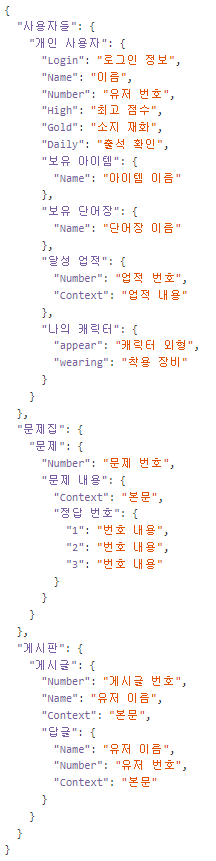 {
  "사용자들": {
    "개인 사용자": {
      "Login": "로그인 정보",
      "Name": "이름",
      "Number": "유저 번호",
      "High": "최고 점수",
      "Gold": "소지 재화",
      "Daily": "출석 확인",
      "보유 아이템": {
        "Name": "아이템 이름"
      },
      "보유 단어장": {
        "Name": "단어장 이름"
      },
      "달성 업적": {
        "Number": "업적 번호",
        "Context": "업적 내용"
      },
      "나의 캐릭터": {
        "appear": "캐릭터 외형",
        "wearing": "착용 장비"
      }
    }
  },
  "문제집": {
    "문제": {
      "Number": "문제 번호",
      "문제 내용": {
        "Context": "본문",
        "정답 번호": {
          "1": "번호 내용",
          "2": "번호 내용",
          "3": "번호 내용"
        }
      }
    }
  },
  "게시판": {
    "게시글": {
      "Number": "게시글 번호",
      "Name": "유저 이름",
      "Context": "본문",
      "답글": {
        "Name": "유저 이름",
        "Number": "유저 번호",
        "Context": "본문"
      }
    }
  }
}